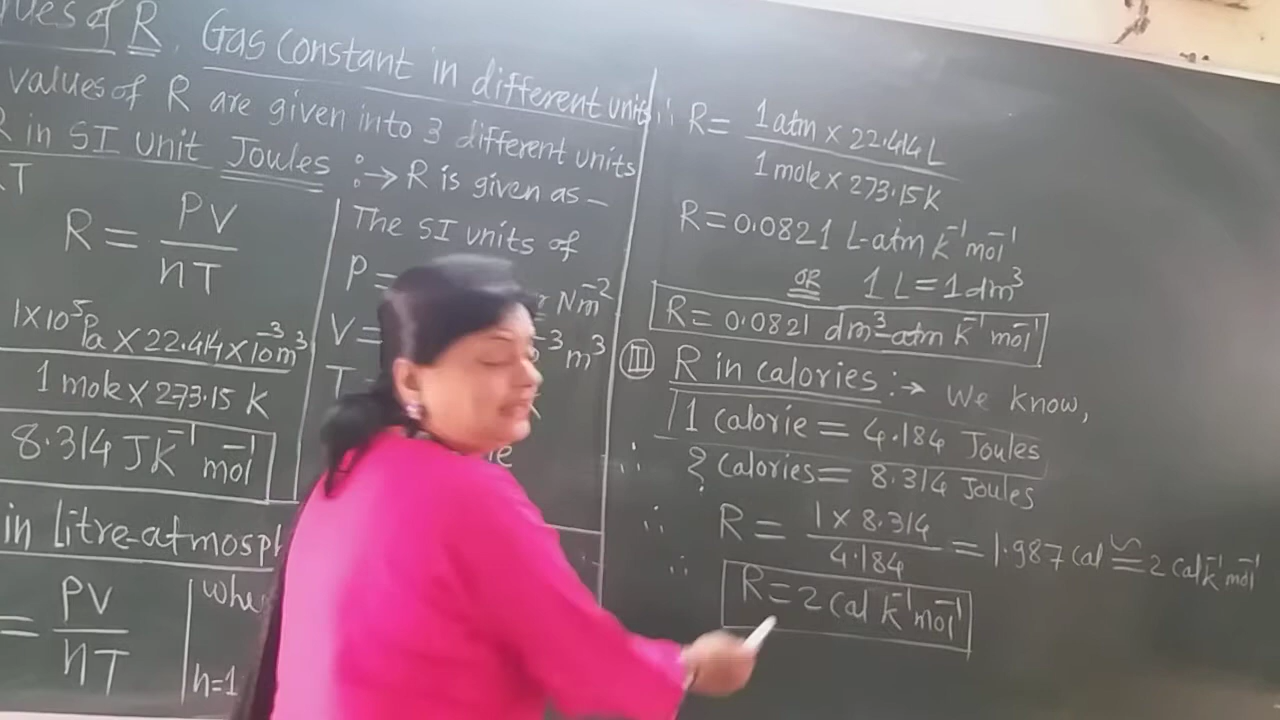 ues of R, Gas Constant in different units
values of R are given into 3 different units
R in SI Unit Joules :→ R is given as –
T
R = PV / nT
The SI units of
P =
Nm⁻²
V =
⁻³ m³
T
1×10⁵ Pa × 22.414 × 10⁻³ m³
1 mole × 273.15 K
8.314 JK⁻¹ mol⁻¹
in Litre-atmosph
= PV / nT
whe
n=1
∴ R = 1 atm × 22.414 L / 1 mole × 273.15 K
R = 0.0821 L-atm K⁻¹ mol⁻¹
OR 1 L = 1 dm³
R = 0.0821 dm³-atm K⁻¹ mol⁻¹
III R in calories :→ We know,
1 calorie = 4.184 Joules
∴ ? Calories = 8.314 Joules
∴ R = 1 × 8.314 / 4.184 = 1.987 Cal ≌ 2 Cal K⁻¹ mol⁻¹
∴ R = 2 Cal K⁻¹ mol⁻¹